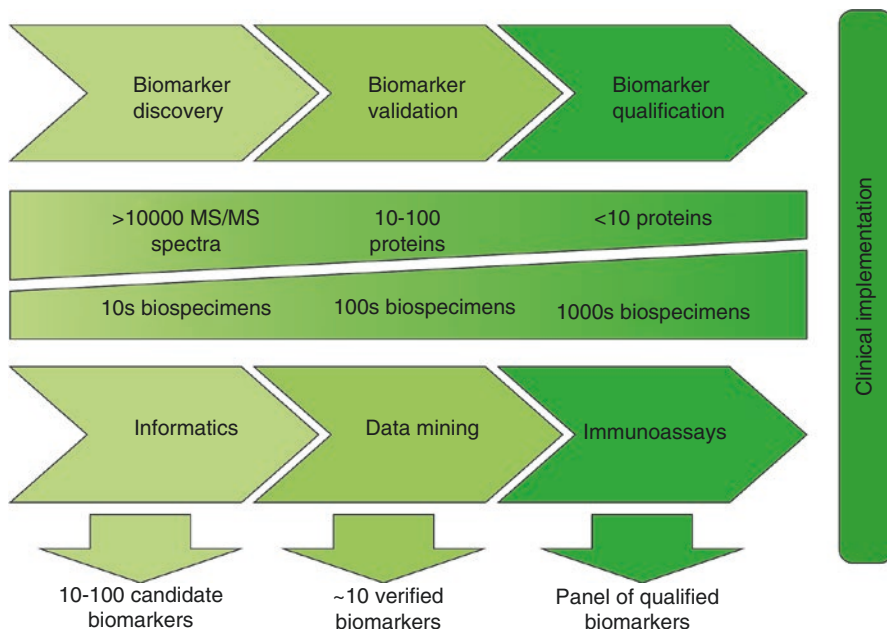 Biomarker
discovery
Biomarker
validation
Biomarker
qualification
>10000 MS/MS
spectra
10-100
proteins
<10 proteins
10s biospecimens
100s biospecimens
1000s biospecimens
Informatics
Data mining
Immunoassays
10-100 candidate
biomarkers
~10 verified
biomarkers
Panel of qualified
biomarkers
Clinical implementation